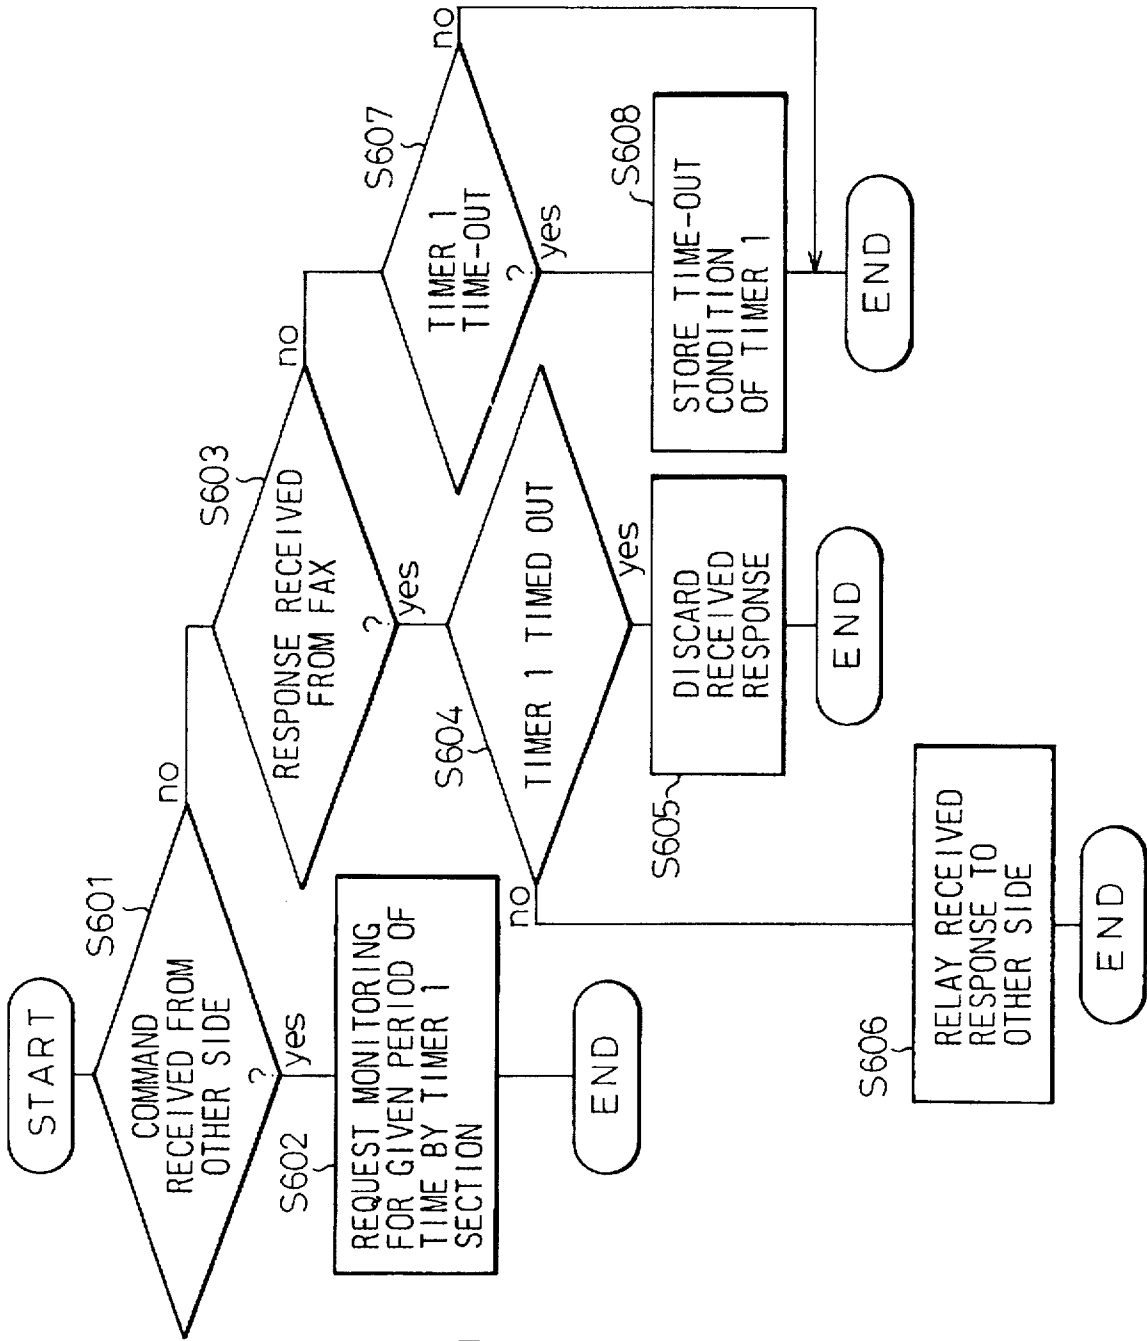 START
S601
COMMAND
RECEIVED FROM
OTHER SIDE
?
no
yes
S602
REQUEST MONITORING
FOR GIVEN PERIOD OF
TIME BY TIMER 1
SECTION
END
S603
RESPONSE RECEIVED
FROM FAX
?
no
yes
S604
TIMER 1 TIMED OUT
no
yes
S605
DISCARD
RECEIVED
RESPONSE
END
S606
RELAY RECEIVED
RESPONSE TO
OTHER SIDE
END
S607
TIMER 1
TIME-OUT
?
no
yes
S608
STORE TIME-OUT
CONDITION
OF TIMER 1
END